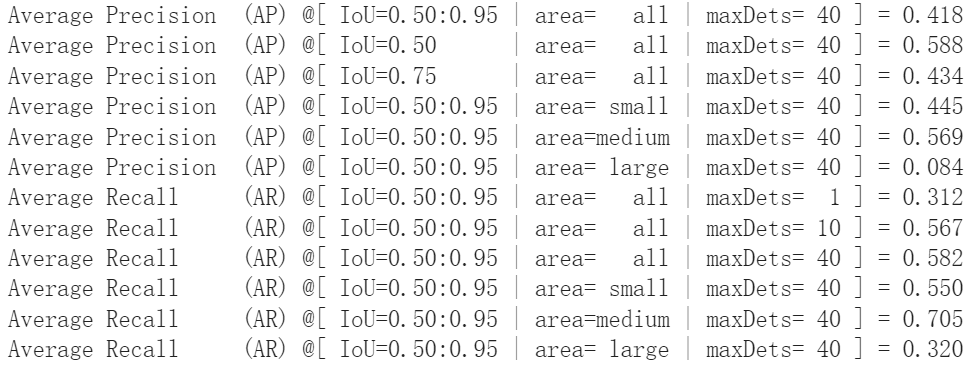 Average Precision  (AP) @[ IoU=0.50:0.95 | area=   all | maxDets= 40 ] = 0.418
Average Precision  (AP) @[ IoU=0.50      | area=   all | maxDets= 40 ] = 0.588
Average Precision  (AP) @[ IoU=0.75      | area=   all | maxDets= 40 ] = 0.434
Average Precision  (AP) @[ IoU=0.50:0.95 | area= small | maxDets= 40 ] = 0.445
Average Precision  (AP) @[ IoU=0.50:0.95 | area=medium | maxDets= 40 ] = 0.569
Average Precision  (AP) @[ IoU=0.50:0.95 | area= large | maxDets= 40 ] = 0.084
Average Recall     (AR) @[ IoU=0.50:0.95 | area=   all | maxDets=  1 ] = 0.312
Average Recall     (AR) @[ IoU=0.50:0.95 | area=   all | maxDets= 10 ] = 0.567
Average Recall     (AR) @[ IoU=0.50:0.95 | area=   all | maxDets= 40 ] = 0.582
Average Recall     (AR) @[ IoU=0.50:0.95 | area= small | maxDets= 40 ] = 0.550
Average Recall     (AR) @[ IoU=0.50:0.95 | area=medium | maxDets= 40 ] = 0.705
Average Recall     (AR) @[ IoU=0.50:0.95 | area= large | maxDets= 40 ] = 0.320